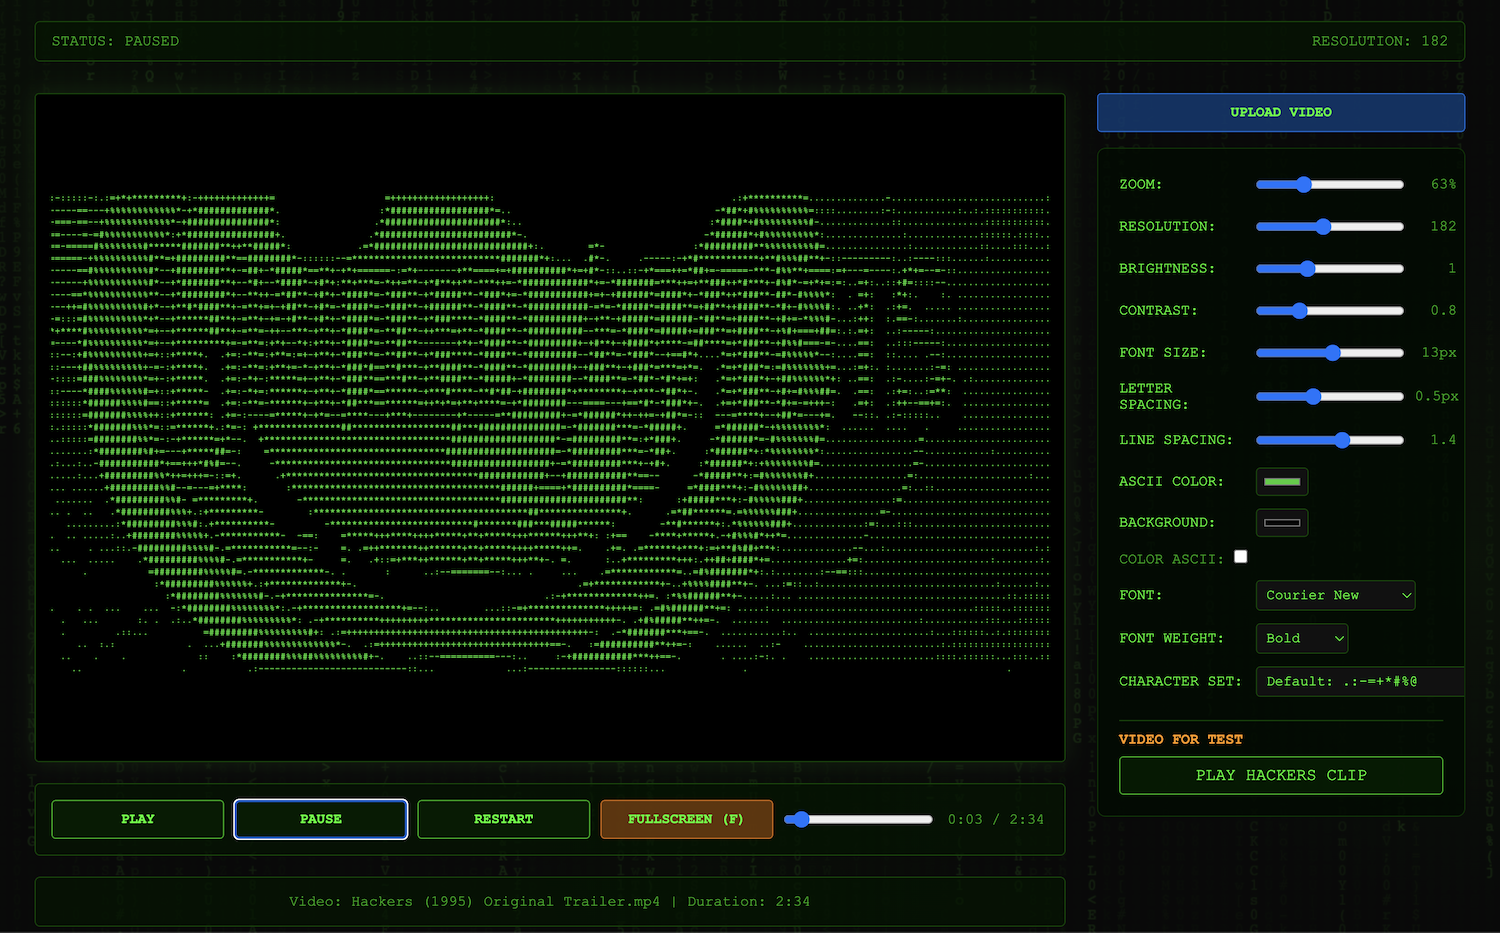 STATUS: PAUSED
RESOLUTION: 182
UPLOAD VIDEO
ZOOM: 63%
RESOLUTION: 182
BRIGHTNESS: 1
CONTRAST: 0.8
FONT SIZE: 13px
LETTER
SPACING: 0.5px
LINE SPACING: 1.4
ASCII COLOR:
BACKGROUND:
COLOR ASCII:
FONT: Courier New
FONT WEIGHT: Bold
CHARACTER SET: Default: .:-=+*#%@
VIDEO FOR TEST
PLAY HACKERS CLIP
PLAY
PAUSE
RESTART
FULLSCREEN (F)
0:03 / 2:34
Video: Hackers (1995) Original Trailer.mp4 | Duration: 2:34